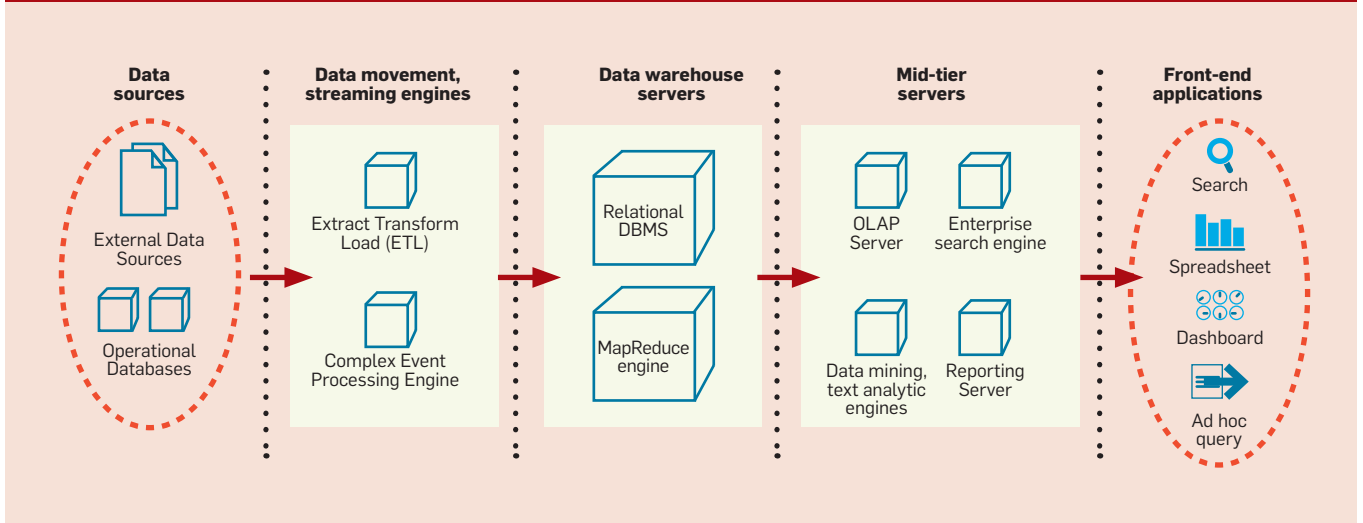 Data
sources
External Data
Sources
Operational
Databases
Data movement,
streaming engines
Extract Transform
Load (ETL)
Complex Event
Processing Engine
Data warehouse
servers
Relational
DBMS
MapReduce
engine
Mid-tier
servers
OLAP
Server
Enterprise
search engine
Data mining,
text analytic
engines
Reporting
Server
Front-end
applications
Search
Spreadsheet
Dashboard
Ad hoc
query